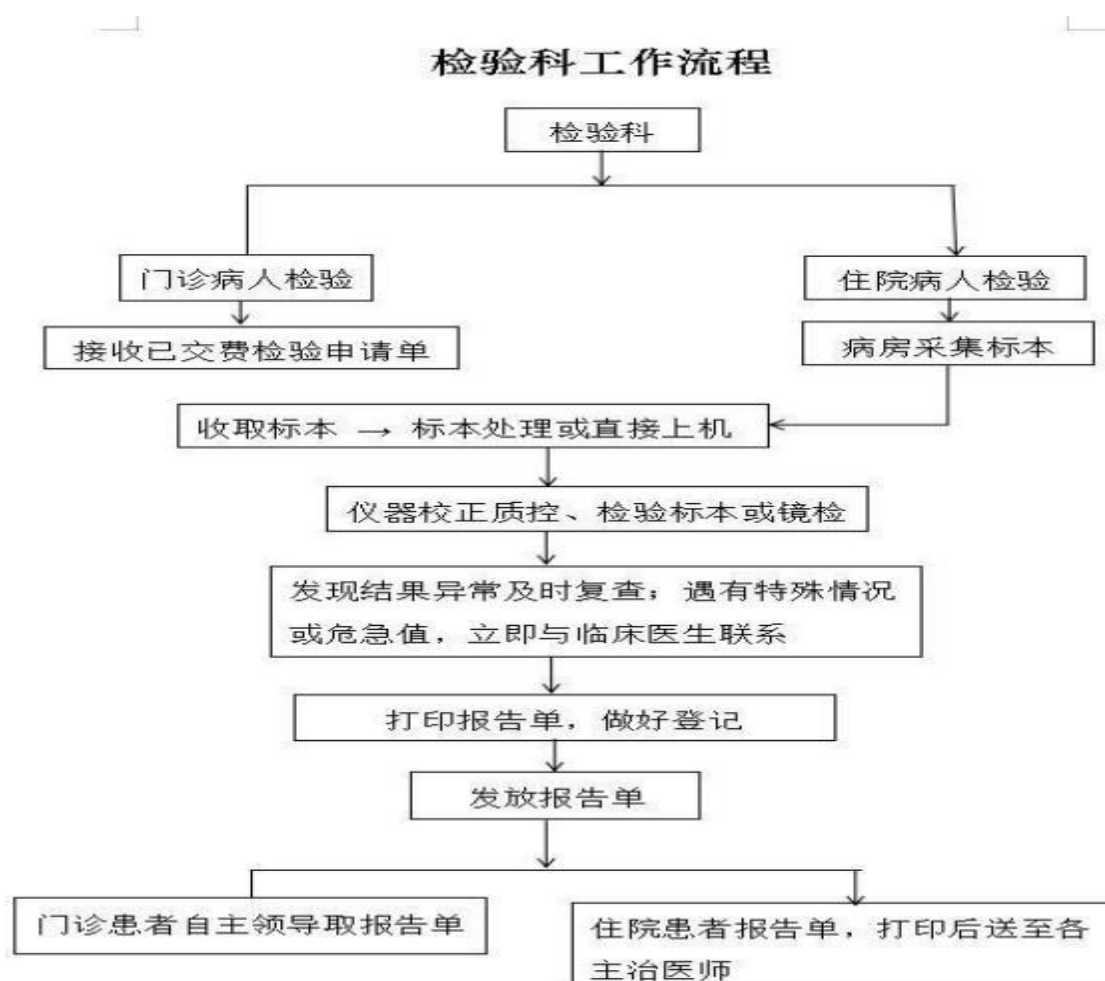 检验科工作流程
检验科
门诊病人检验
住院病人检验
接收已交费检验申请单
病房采集标本
收取标本 → 标本处理或直接上机
仪器校正质控、检验标本或镜检
发现结果异常及时复查；遇有特殊情况
或危急值，立即与临床医生联系
打印报告单，做好登记
发放报告单
门诊患者自主领导取报告单
住院患者报告单，打印后送至各
主治医师